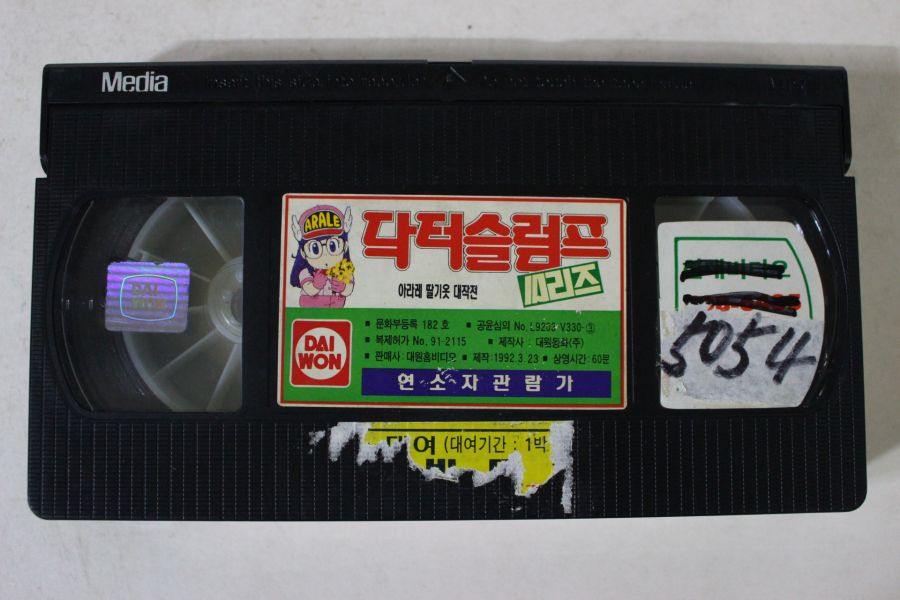 Media
ARALE
닥터슬럼프
시리즈
아라레 딸기옷 대작전
DAI WON
■ 문화부등록 182 호 ■ 공윤심의 No.
■ 복제허가 No. 91-2115 ■ 제작사 : 대원동화(주)
■ 판매사 : 대원홈비디오 ■ 제작:1992.3.23 ■ 상영시간:60분
연소자관람가
DAI WON
5054
대여 (대여기간 : 1박